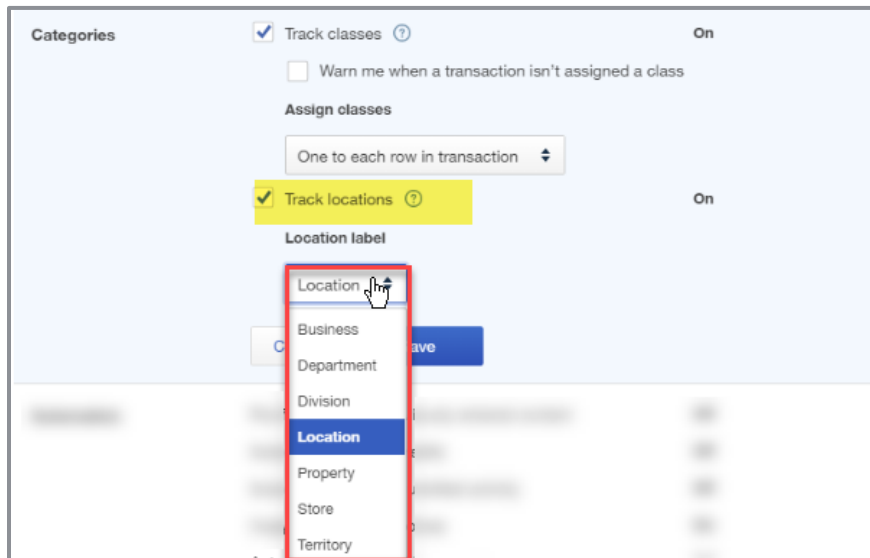 Categories
Track classes ?
On
Warn me when a transaction isn't assigned a class
Assign classes
One to each row in transaction
Track locations ?
On
Location label
Location
Business
Department
Division
Location
Property
Store
Territory